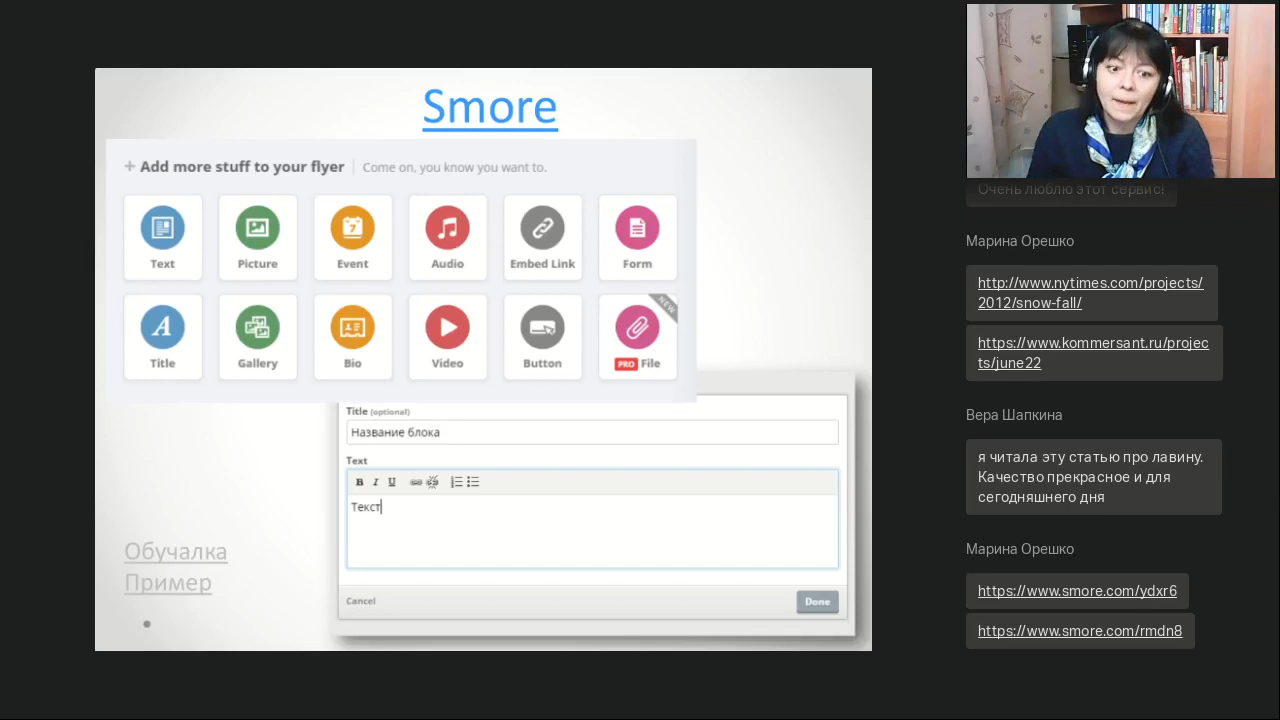 Smore
+ Add more stuff to your flyer | Come on, you know you want to.
Text Picture Event Audio Embed Link Form
7
NEW
A
Title Gallery Bio Video Button PRO File
Title (optional)
Название блока
Text
B I U
Текст
Cancel Done
Обучалка
Пример
Очень люблю этот сервис!
Марина Орешко
http://www.nytimes.com/projects/
2012/snow-fall/
https://www.kommersant.ru/projec
ts/june22
Вера Шапкина
я читала эту статью про лавину.
Качество прекрасное и для
сегодняшнего дня
Марина Орешко
https://www.smore.com/ydxr6
https://www.smore.com/rmdn8